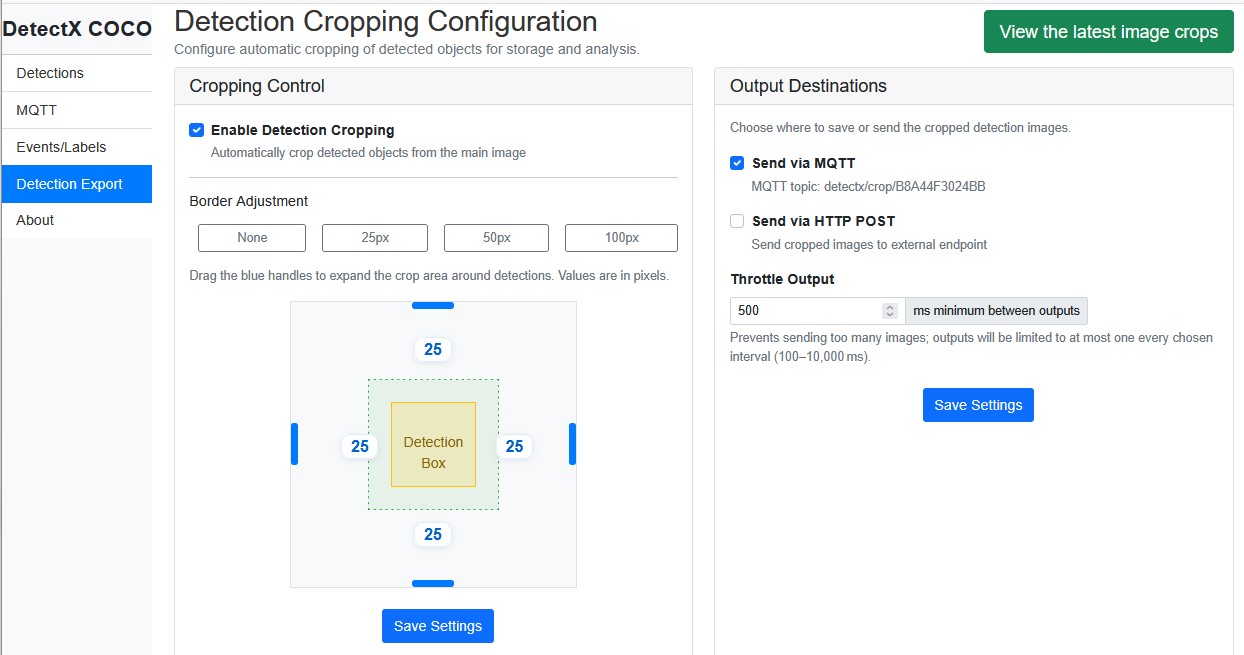 DetectX COCO
Detections
MQTT
Events/Labels
Detection Export
About
Detection Cropping Configuration
Configure automatic cropping of detected objects for storage and analysis.
View the latest image crops
Cropping Control
Enable Detection Cropping
Automatically crop detected objects from the main image
Border Adjustment
None 25px 50px 100px
Drag the blue handles to expand the crop area around detections. Values are in pixels.
25
25 Detection Box 25
25
Save Settings
Output Destinations
Choose where to save or send the cropped detection images.
Send via MQTT
MQTT topic: detectx/crop/B8A44F3024BB
Send via HTTP POST
Send cropped images to external endpoint
Throttle Output
500 ms minimum between outputs
Prevents sending too many images; outputs will be limited to at most one every chosen
interval (100–10,000 ms).
Save Settings